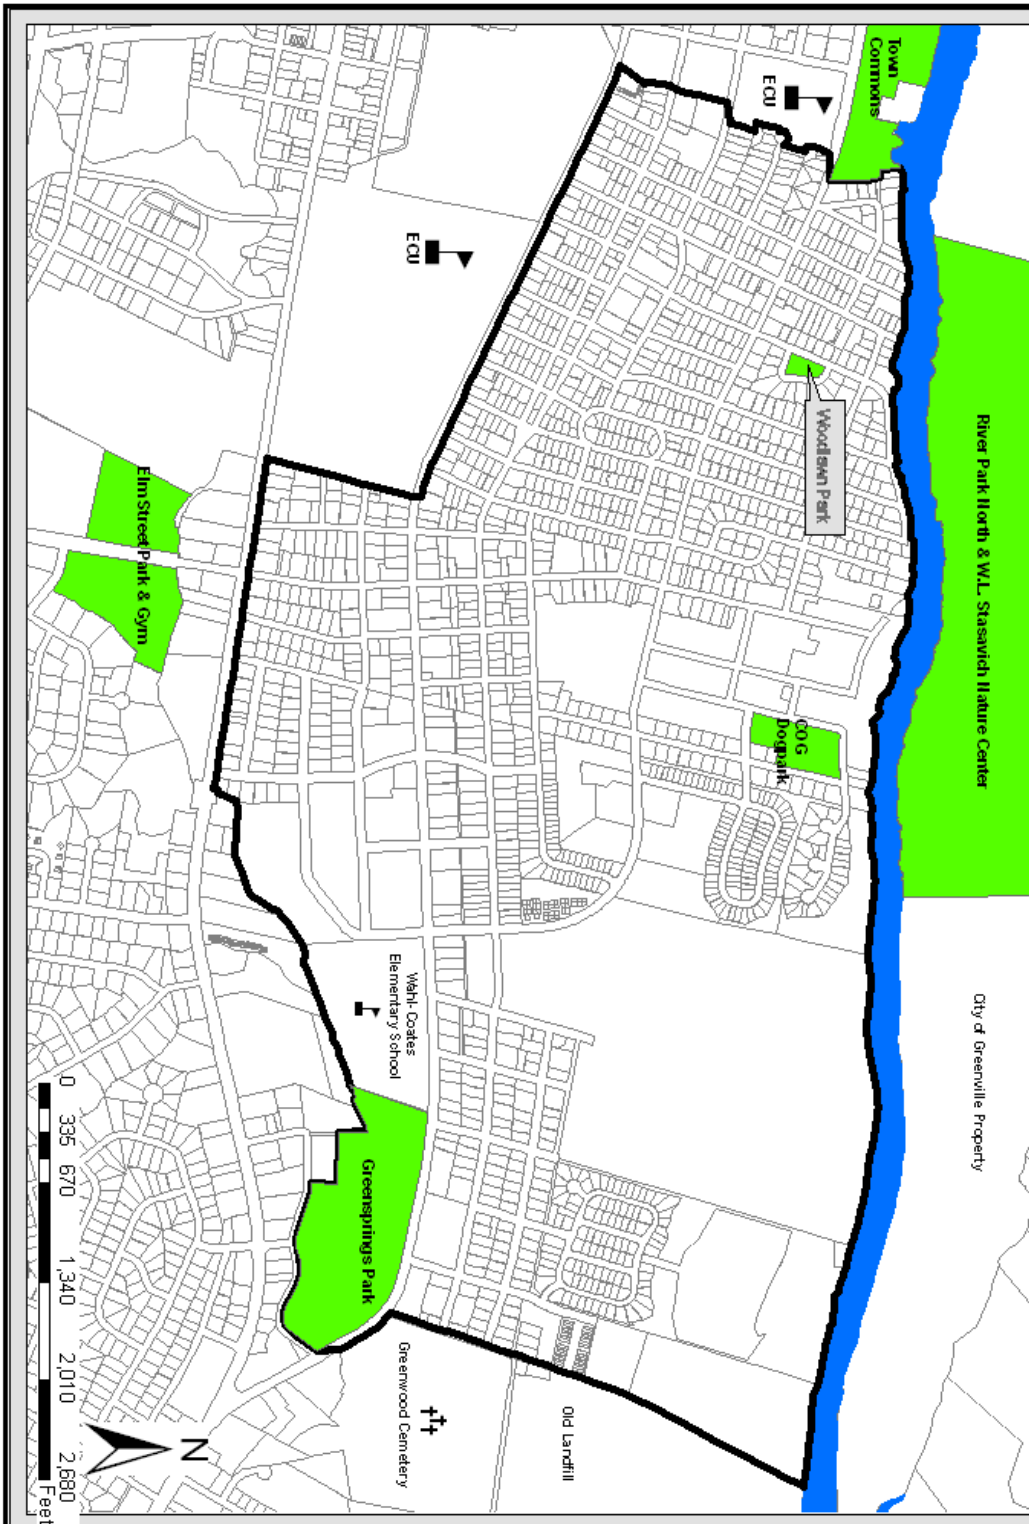 Town
Commons
ECU
River Park North & W.L. Stasavich Nature Center
City of Greenville Property
Woodlawn Park
COG
Dogpark
ECU
Elm Street Park & Gym
Wahl-Coates
Elementary School
Greensprings Park
Greenwood Cemetery
Old Landfill
N
0 335 670 1,340 2,010 2,680
Feet